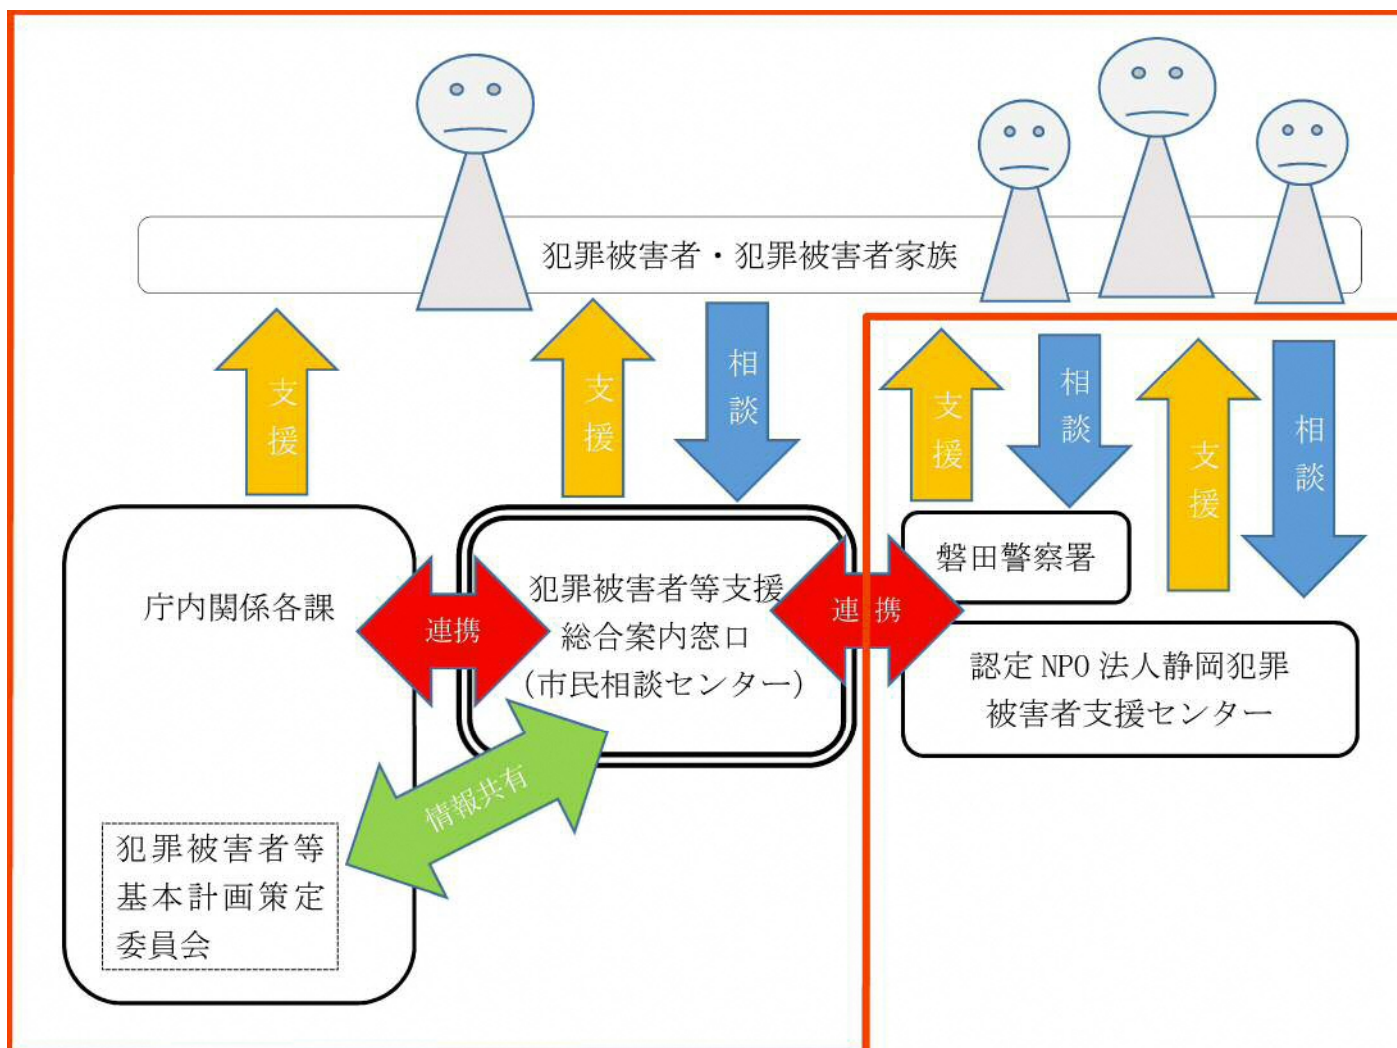 犯罪被害者・犯罪被害者家族
支援
支援
相談
支援
相談
支援
相談
庁内関係各課
連携
犯罪被害者等支援
総合案内窓口
(市民相談センター)
連携
磐田警察署
認定 NPO 法人静岡犯罪
被害者支援センター
情報共有
犯罪被害者等
基本計画策定
委員会